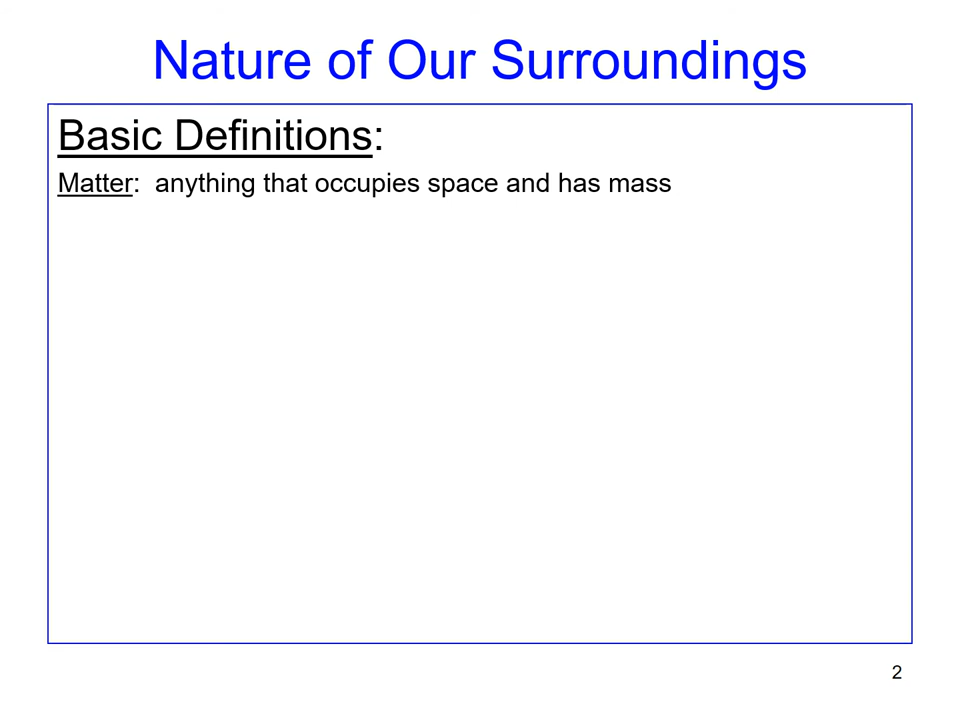 Nature of Our Surroundings
Basic Definitions:
Matter:  anything that occupies space and has mass
2